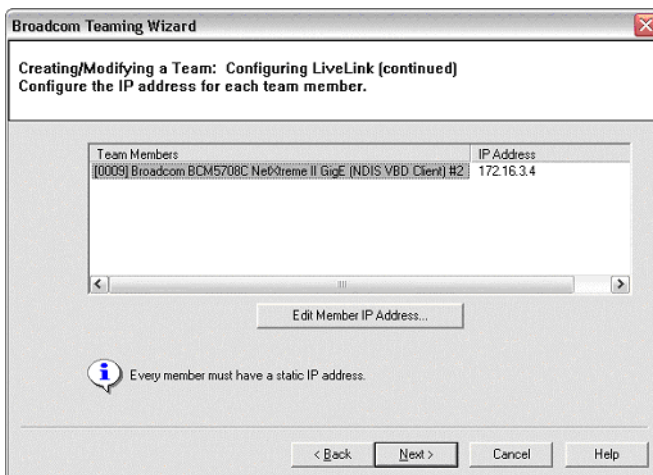 Broadcom Teaming Wizard
Creating/Modifying a Team: Configuring LiveLink (continued)
Configure the IP address for each team member.
Team Members IP Address
[0009] Broadcom BCM5708C NetXtreme II GigE (NDIS VBD Client) #2 172.16.3.4
Edit Member IP Address...
Every member must have a static IP address.
< Back Next > Cancel Help